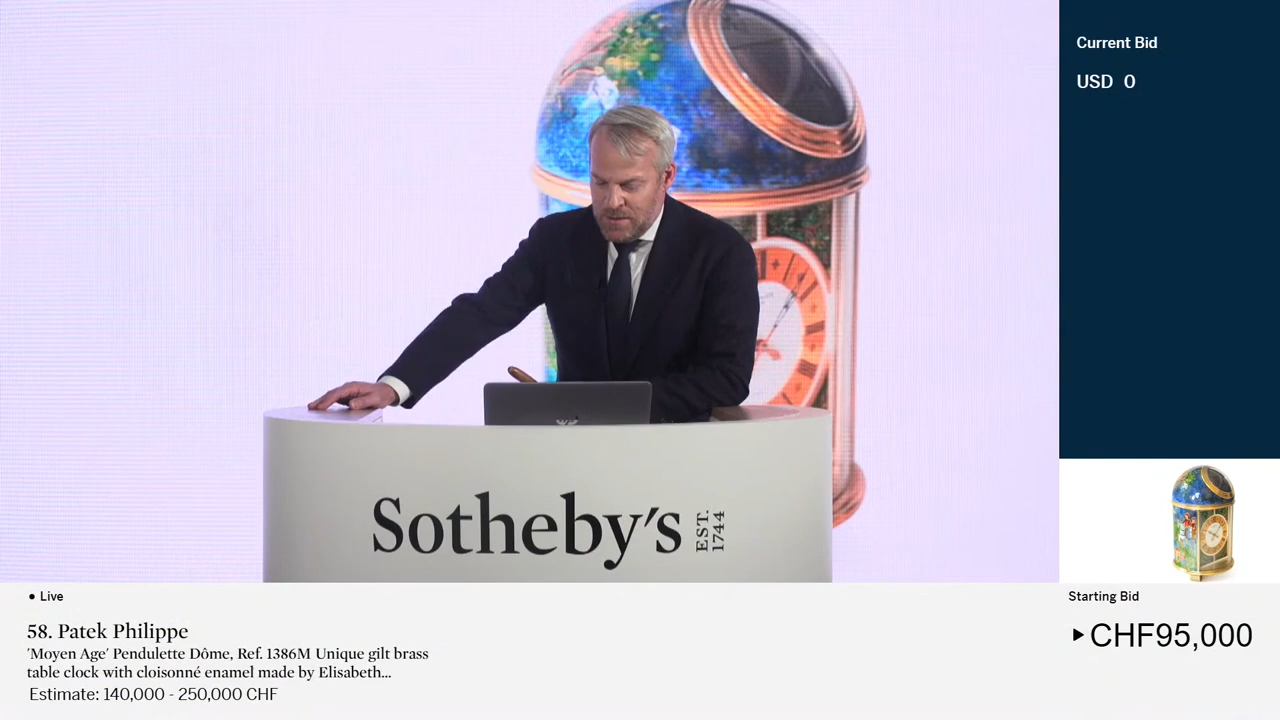 Current Bid
USD 0
Sotheby's
EST.
1744
• Live
Starting Bid
58. Patek Philippe
CHF95,000
'Moyen Age' Pendulette Dôme, Ref. 1386M Unique gilt brass
table clock with cloisonné enamel made by Elisabeth...
Estimate: 140,000 - 250,000 CHF